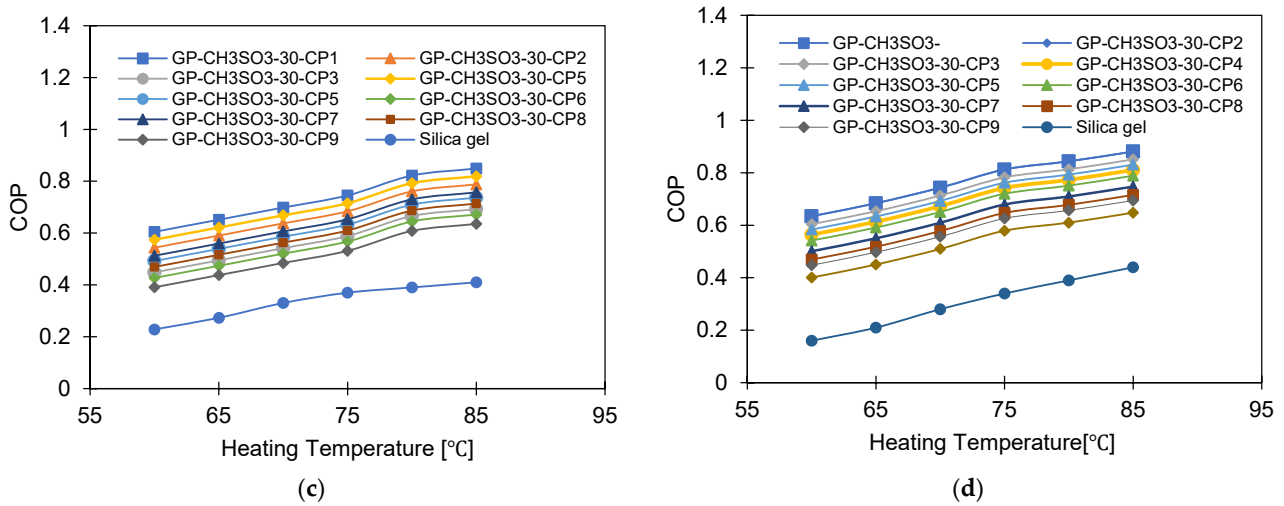 1.4
1.2
1
0.8
0.6
0.4
0.2
0
COP
GP-CH3SO3-30-CP1 GP-CH3SO3-30-CP2
GP-CH3SO3-30-CP3 GP-CH3SO3-30-CP5
GP-CH3SO3-30-CP5 GP-CH3SO3-30-CP6
GP-CH3SO3-30-CP7 GP-CH3SO3-30-CP8
GP-CH3SO3-30-CP9 Silica gel
55 65 75 85 95
Heating Temperature [℃]
(c)
1.4
1.2
1
0.8
0.6
0.4
0.2
0
COP
GP-CH3SO3- GP-CH3SO3-30-CP2
GP-CH3SO3-30-CP3 GP-CH3SO3-30-CP4
GP-CH3SO3-30-CP5 GP-CH3SO3-30-CP6
GP-CH3SO3-30-CP7 GP-CH3SO3-30-CP8
GP-CH3SO3-30-CP9 Silica gel
55 65 75 85 95
Heating Temperature[℃]
(d)